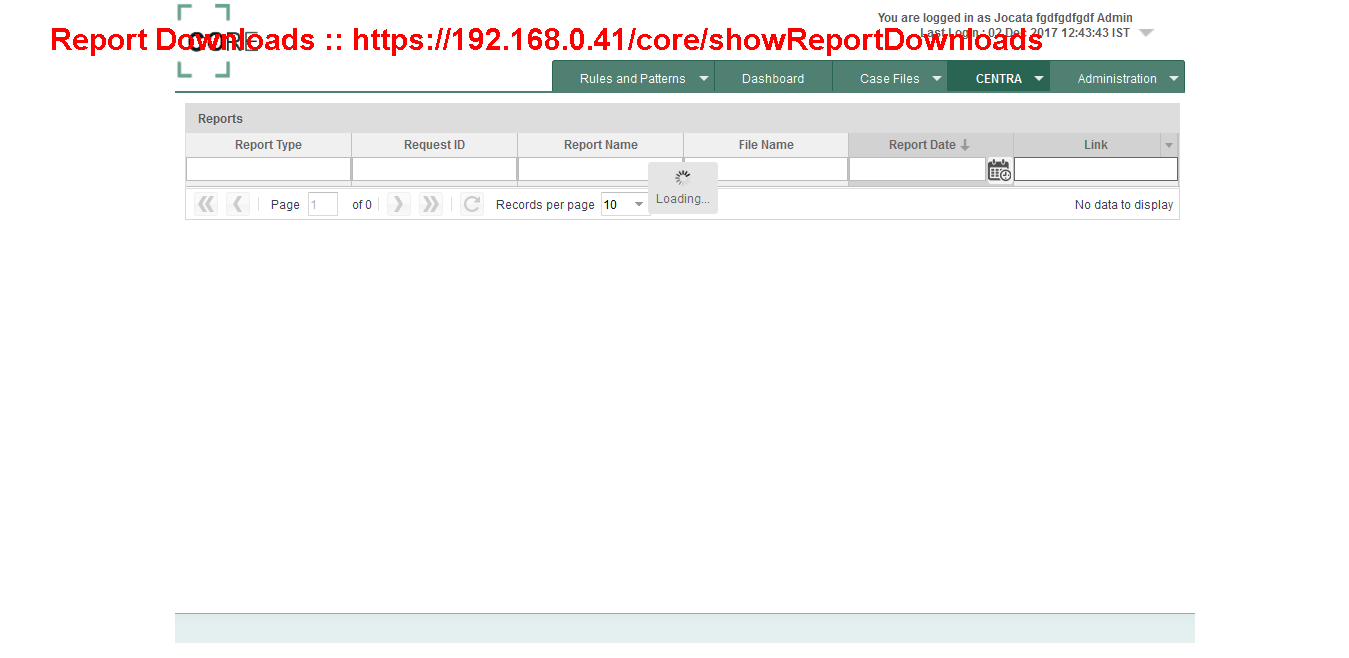 You are logged in as Jocata fgdfgdfgdf Admin
Report Downloads :: https://192.168.0.41/core/showReportDownloads
CORE
Last Login : 02 Dec 2017 12:43:43 IST
Rules and Patterns Dashboard Case Files CENTRA Administration
Reports
Report Type Request ID Report Name File Name Report Date Link
Loading...
Page 1 of 0 Records per page 10 No data to display